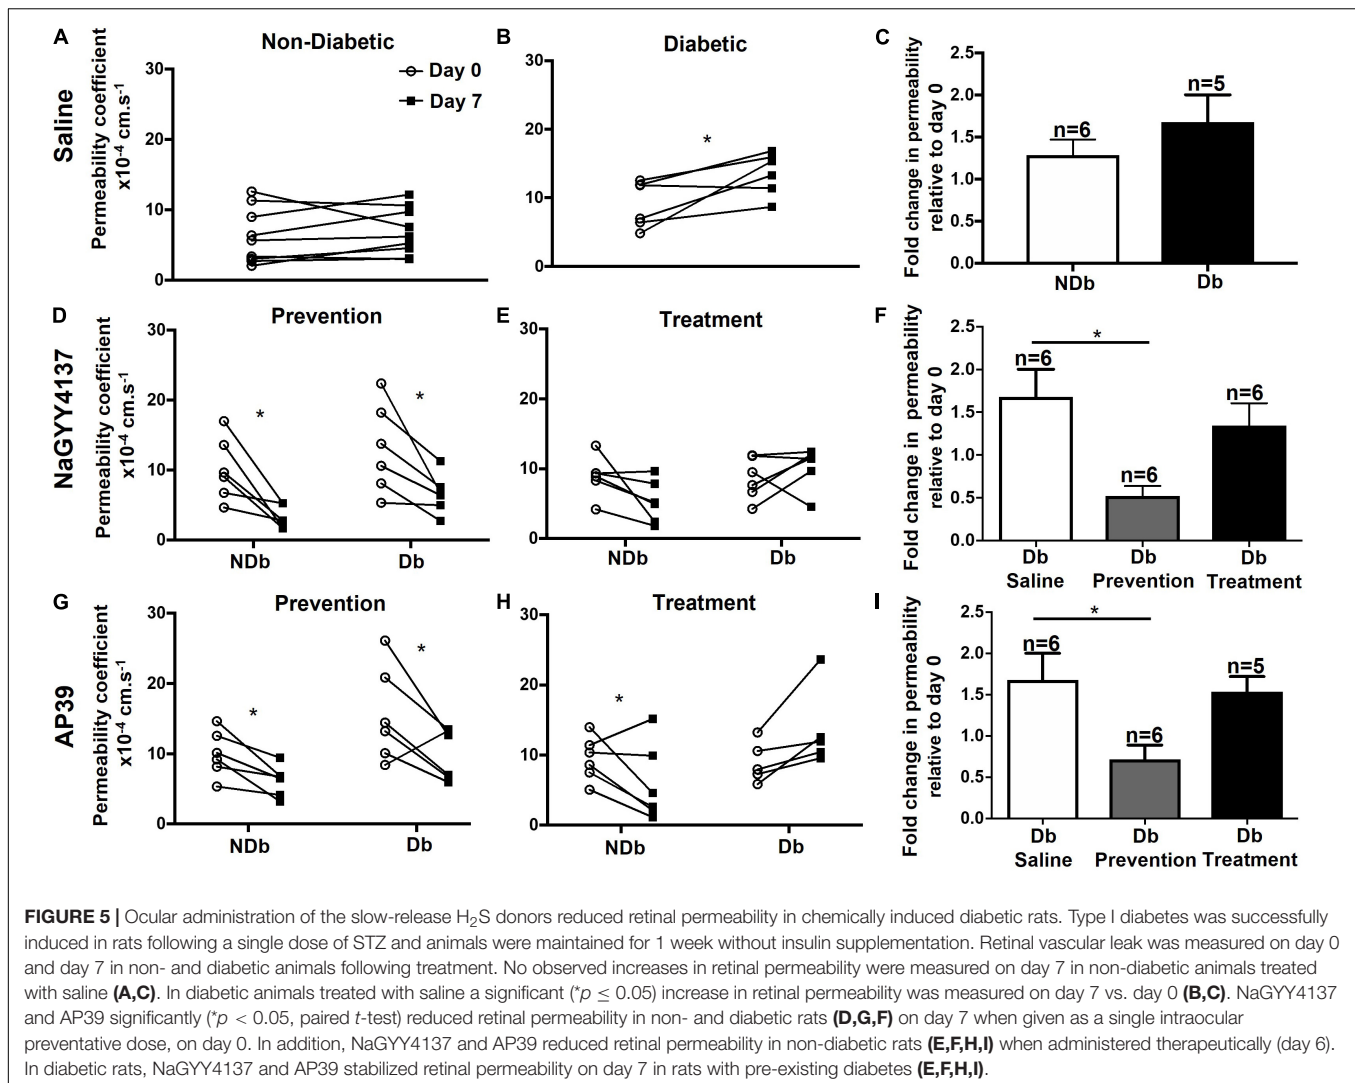 A
Non-Diabetic
Saline
Permeability coefficient
x10⁻⁴ cm.s⁻¹
30
20
10
0
Day 0
Day 7
B
Diabetic
30
20
10
0
*
C
Fold change in permeability
relative to day 0
2.5
2.0
1.5
1.0
0.5
0.0
n=6
n=5
NDb
Db
D
Prevention
NaGYY4137
Permeability coefficient
x10⁻⁴ cm.s⁻¹
30
20
10
0
*
*
NDb
Db
E
Treatment
30
20
10
0
NDb
Db
F
Fold change in permeability
relative to day 0
2.5
2.0
1.5
1.0
0.5
0.0
*
n=6
n=6
n=6
Db Db Db
Saline Prevention Treatment
G
Prevention
AP39
Permeability coefficient
x10⁻⁴ cm.s⁻¹
30
20
10
0
*
*
NDb
Db
H
Treatment
30
20
10
0
*
NDb
Db
I
Fold change in permeability
relative to day 0
2.5
2.0
1.5
1.0
0.5
0.0
*
n=6
n=6
n=5
Db Db Db
Saline Prevention Treatment
FIGURE 5 | Ocular administration of the slow-release H₂S donors reduced retinal permeability in chemically induced diabetic rats. Type I diabetes was successfully
induced in rats following a single dose of STZ and animals were maintained for 1 week without insulin supplementation. Retinal vascular leak was measured on day 0
and day 7 in non- and diabetic animals following treatment. No observed increases in retinal permeability were measured on day 7 in non-diabetic animals treated
with saline (A,C). In diabetic animals treated with saline a significant (*p ≤ 0.05) increase in retinal permeability was measured on day 7 vs. day 0 (B,C). NaGYY4137
and AP39 significantly (*p < 0.05, paired t-test) reduced retinal permeability in non- and diabetic rats (D,G,F) on day 7 when given as a single intraocular
preventative dose, on day 0. In addition, NaGYY4137 and AP39 reduced retinal permeability in non-diabetic rats (E,F,H,I) when administered therapeutically (day 6).
In diabetic rats, NaGYY4137 and AP39 stabilized retinal permeability on day 7 in rats with pre-existing diabetes (E,F,H,I).